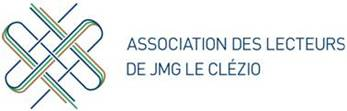 ASSOCIATION DES LECTEURS
DE JMG LE CLÉZIO